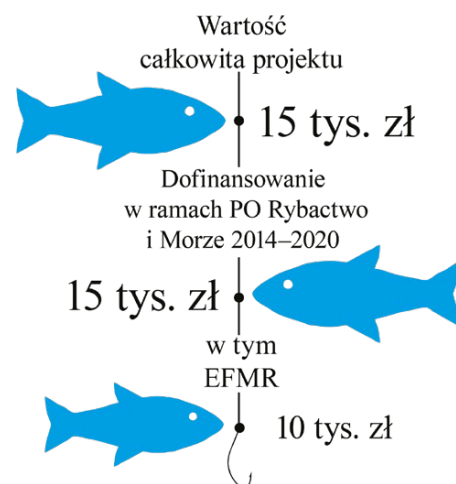 Wartość
całkowita projektu
15 tys. zł
Dofinansowanie
w ramach PO Rybactwo
i Morze 2014–2020
15 tys. zł
w tym
EFMR
10 tys. zł